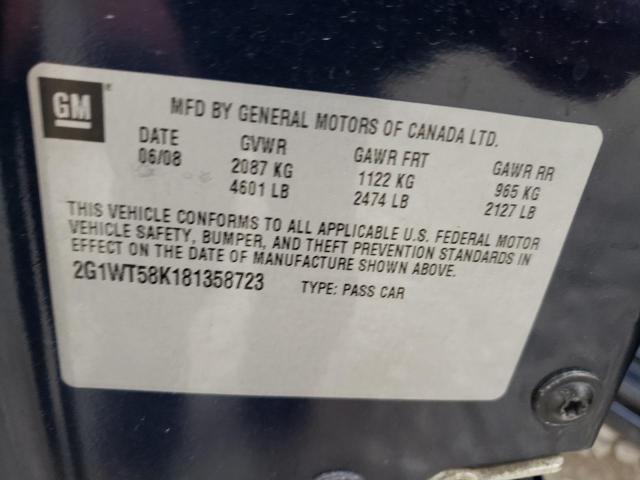 GM
MFD BY GENERAL MOTORS OF CANADA LTD.
DATE GVWR GAWR FRT GAWR RR
06/08 2087 KG 1122 KG 965 KG
4601 LB 2474 LB 2127 LB
THIS VEHICLE CONFORMS TO ALL APPLICABLE U.S. FEDERAL MOTOR
VEHICLE SAFETY, BUMPER, AND THEFT PREVENTION STANDARDS IN
EFFECT ON THE DATE OF MANUFACTURE SHOWN ABOVE.
2G1WT58K181358723 TYPE: PASS CAR